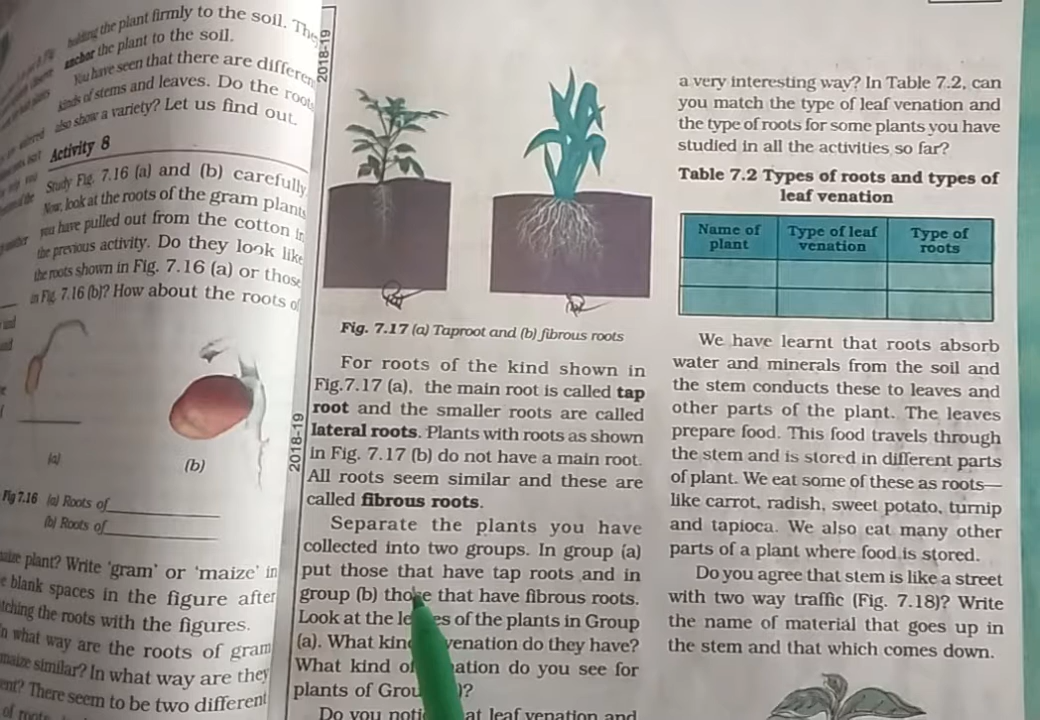 holding the plant firmly to the soil. They
anchor the plant to the soil.
You have seen that there are different
kinds of stems and leaves. Do the roots
also show a variety? Let us find out.
Activity 8
Study Fig. 7.16 (a) and (b) carefully.
Now, look at the roots of the gram plants
you have pulled out from the cotton in
the previous activity. Do they look like
the roots shown in Fig. 7.16 (a) or those
in Fig. 7.16 (b)? How about the roots of
(a)
(b)
Fig 7.16 (a) Roots of
(b) Roots of
maize plant? Write 'gram' or 'maize' in
blank spaces in the figure after
matching the roots with the figures.
In what way are the roots of gram
maize similar? In what way are they
There seem to be two different
2018-19
2018-19
Fig. 7.17 (a) Taproot and (b) fibrous roots
For roots of the kind shown in
Fig.7.17 (a), the main root is called tap
root and the smaller roots are called
lateral roots. Plants with roots as shown
in Fig. 7.17 (b) do not have a main root.
All roots seem similar and these are
called fibrous roots.
Separate the plants you have
collected into two groups. In group (a)
put those that have tap roots and in
group (b) those that have fibrous roots.
Look at the of the plants in Group
(a). What venation do they have?
What kind do you see for
plants of
Do you leaf venation and
a very interesting way? In Table 7.2, can
you match the type of leaf venation and
the type of roots for some plants you have
studied in all the activities so far?
Table 7.2 Types of roots and types of
leaf venation
Name of plant Type of leaf venation Type of roots
We have learnt that roots absorb
water and minerals from the soil and
the stem conducts these to leaves and
other parts of the plant. The leaves
prepare food. This food travels through
the stem and is stored in different parts
of plant. We eat some of these as roots—
like carrot, radish, sweet potato, turnip
and tapioca. We also eat many other
parts of a plant where food is stored.
Do you agree that stem is like a street
with two way traffic (Fig. 7.18)? Write
the name of material that goes up in
the stem and that which comes down.